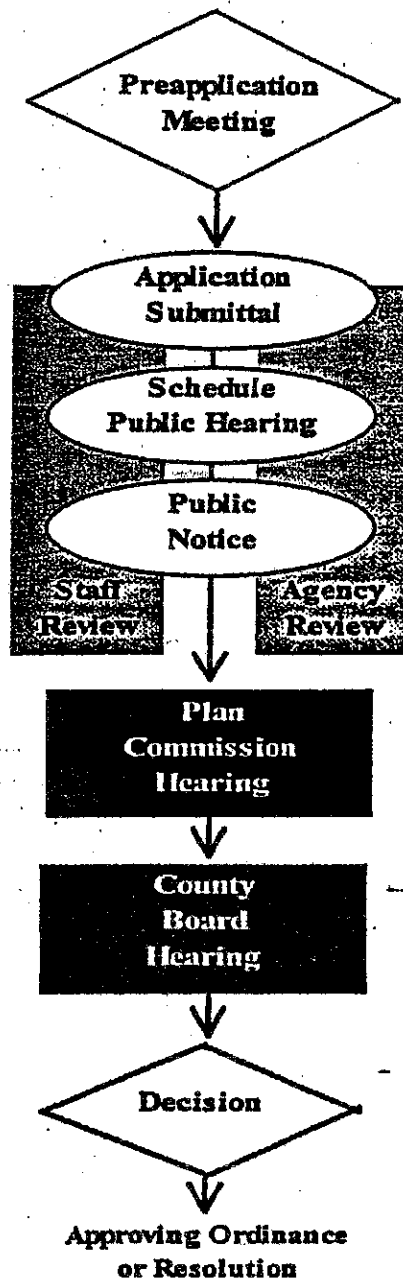 Preapplication
Meeting
Application
Submittal
Schedule
Public Hearing
Public
Notice
Staff
Review
Agency
Review
Plan
Commission
Hearing
County
Board
Hearing
Decision
Approving Ordinance
or Resolution